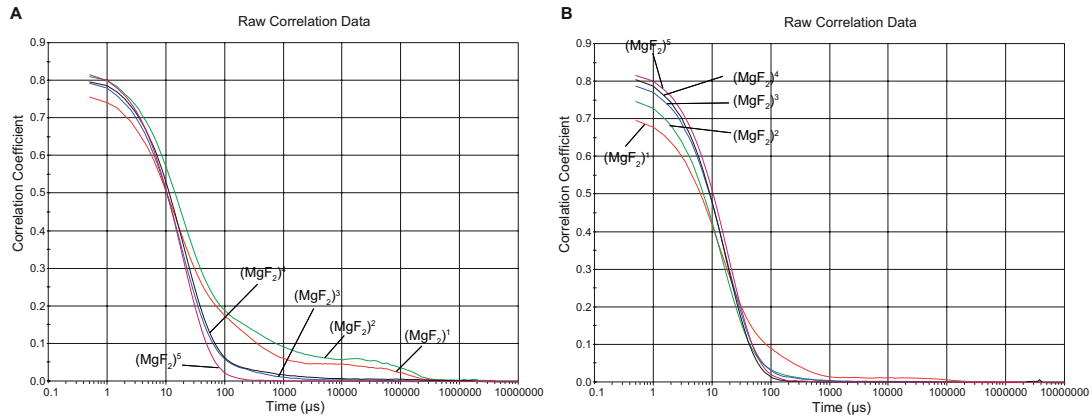 A
Raw Correlation Data
Correlation Coefficient
0.9
0.8
0.7
0.6
0.5
0.4
0.3
0.2
0.1
0.0
(MgF2)4
(MgF2)3
(MgF2)2
(MgF2)1
(MgF2)5
0.1 1 10 100 1000 10000 100000 1000000 10000000
Time (µs)
B
Raw Correlation Data
Correlation Coefficient
0.9
0.8
0.7
0.6
0.5
0.4
0.3
0.2
0.1
0.0
(MgF2)5
(MgF2)4
(MgF2)3
(MgF2)2
(MgF2)1
0.1 1 10 100 1000 10000 100000 1000000 10000000
Time (µs)